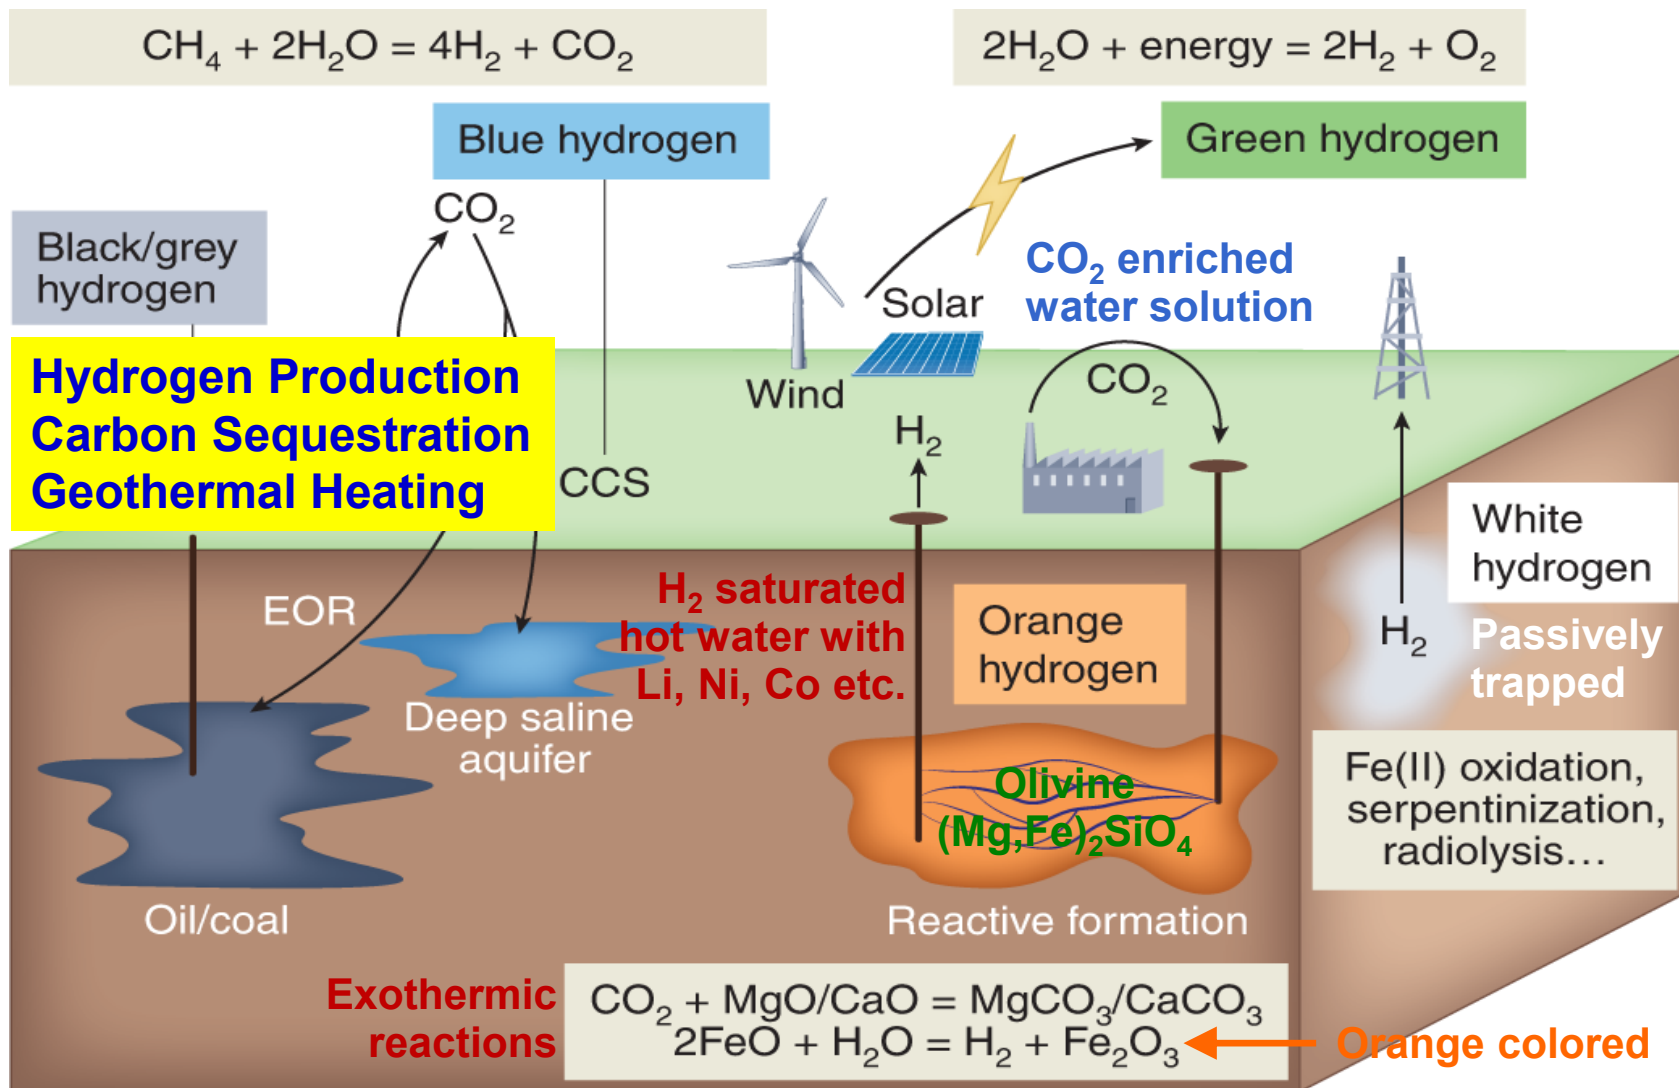 CH₄ + 2H₂O = 4H₂ + CO₂
2H₂O + energy = 2H₂ + O₂
Blue hydrogen
Green hydrogen
CO₂
Black/grey
hydrogen
CO₂ enriched
water solution
Solar
Wind
CO₂
Hydrogen Production
Carbon Sequestration
Geothermal Heating
CCS
H₂
White
hydrogen
H₂
Passively
trapped
EOR
H₂ saturated
hot water with
Li, Ni, Co etc.
Orange
hydrogen
Deep saline
aquifer
Olivine
(Mg,Fe)₂SiO₄
Fe(II) oxidation,
serpentinization,
radiolysis…
Oil/coal
Reactive formation
Exothermic
reactions
CO₂ + MgO/CaO = MgCO₃/CaCO₃
2FeO + H₂O = H₂ + Fe₂O₃
Orange colored